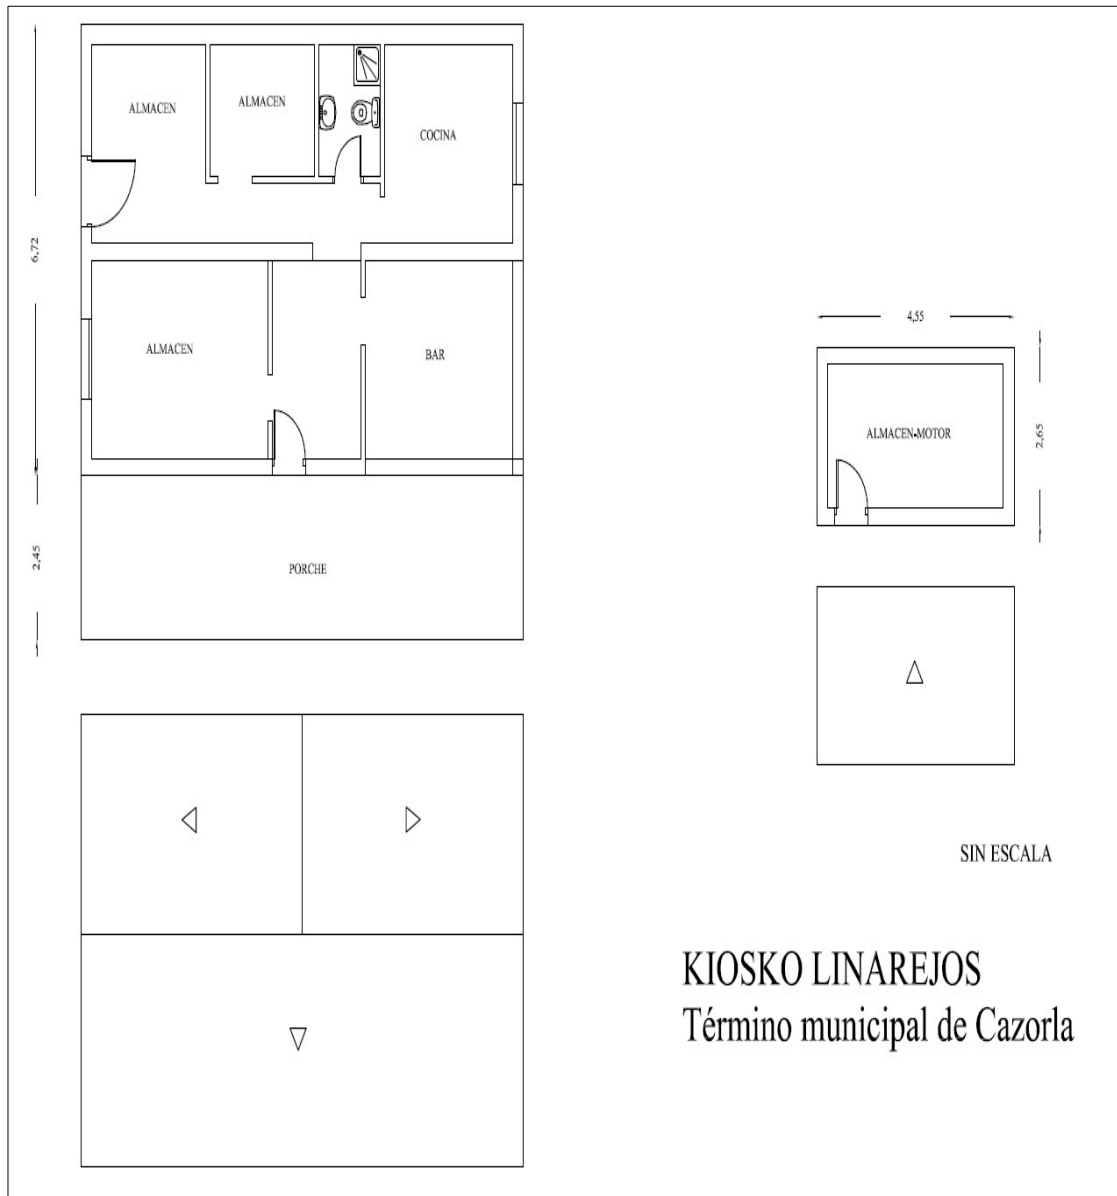 ALMACEN
ALMACEN
COCINA
6,72
ALMACEN
BAR
2,45
PORCHE
4,55
ALMACEN-MOTOR
2,65
SIN ESCALA
KIOSKO LINAREJOS
Término municipal de Cazorla